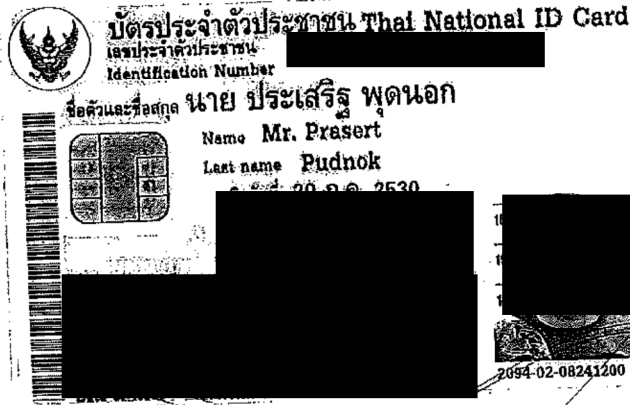 บัตรประจำตัวประชาชน Thai National ID Card
เลขประจำตัวประชาชน
Identification Number
ชื่อตัวและชื่อสกุล นาย ประเสริฐ พุดนอก
Name Mr. Prasert
Last name Pudnok
2530
2094-02-08241200